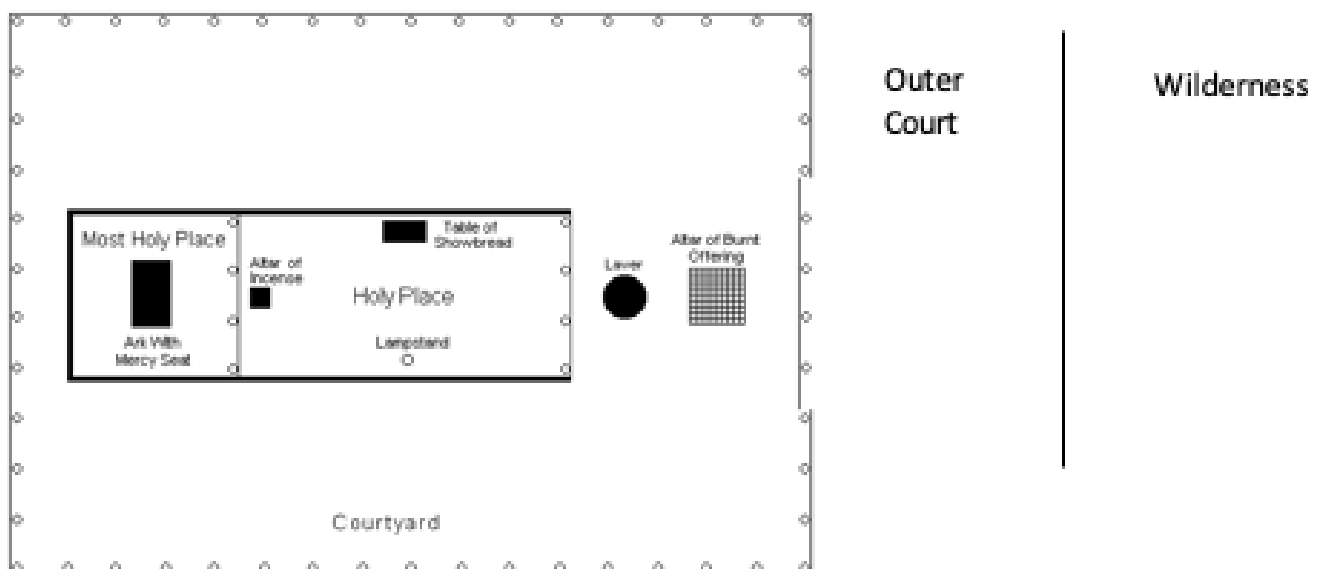 Outer
Court
Wilderness
Most Holy Place
Table of
Showbread
Altar of Burnt
Offering
Altar of
Incense
Laver
Holy Place
Ark With
Mercy Seat
Lampstand
Courtyard